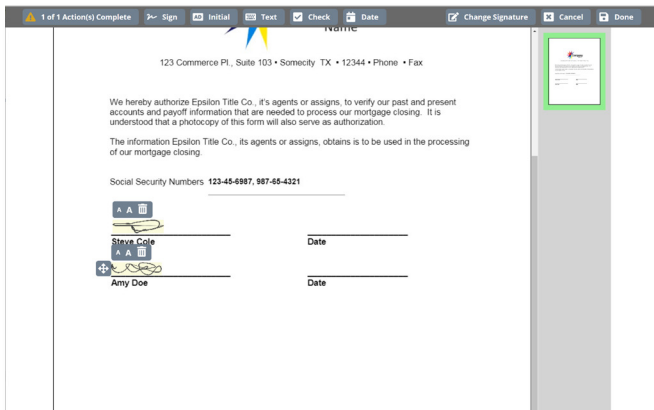 1 of 1 Action(s) Complete Sign AB Initial Text Check Date Change Signature Cancel Done
Name
123 Commerce Pl., Suite 103 • Somecity TX • 12344 • Phone • Fax
We hereby authorize Epsilon Title Co., it's agents or assigns, to verify our past and present
accounts and payoff information that are needed to process our mortgage closing. It is
understood that a photocopy of this form will also serve as authorization.
The information Epsilon Title Co., its agents or assigns, obtains is to be used in the processing
of our mortgage closing.
Social Security Numbers 123-45-6987, 987-65-4321
A A
Steve Cole Date
A A
Amy Doe Date